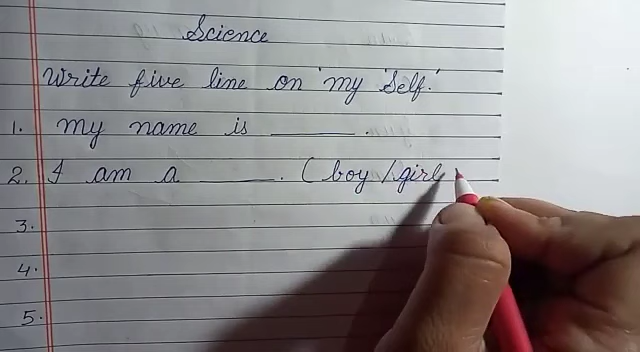 Science
Write five line on 'my Self.'
1. my name is ______.
2. I am a ______. (boy / girl
3.
4.
5.